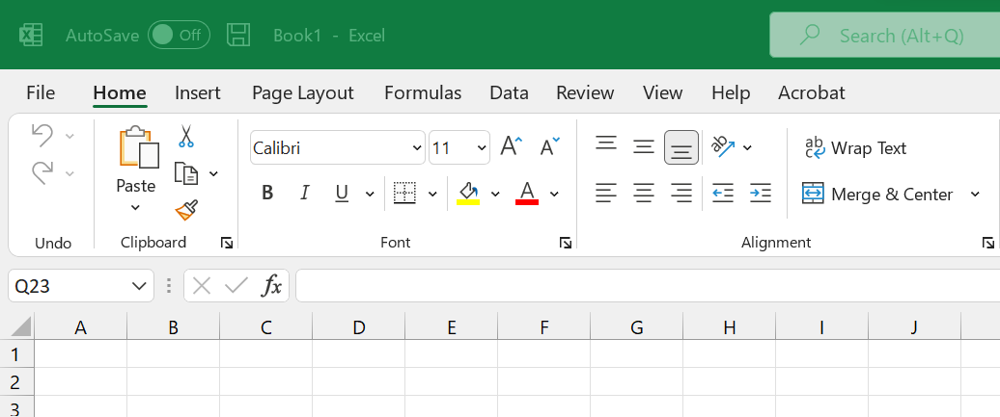 AutoSave Off Book1 - Excel Search (Alt+Q)
File Home Insert Page Layout Formulas Data Review View Help Acrobat
Calibri 11 A A ab c Wrap Text
Paste B I U A Merge & Center
Undo Clipboard Font Alignment
Q23 fx
A B C D E F G H I J
1
2
3